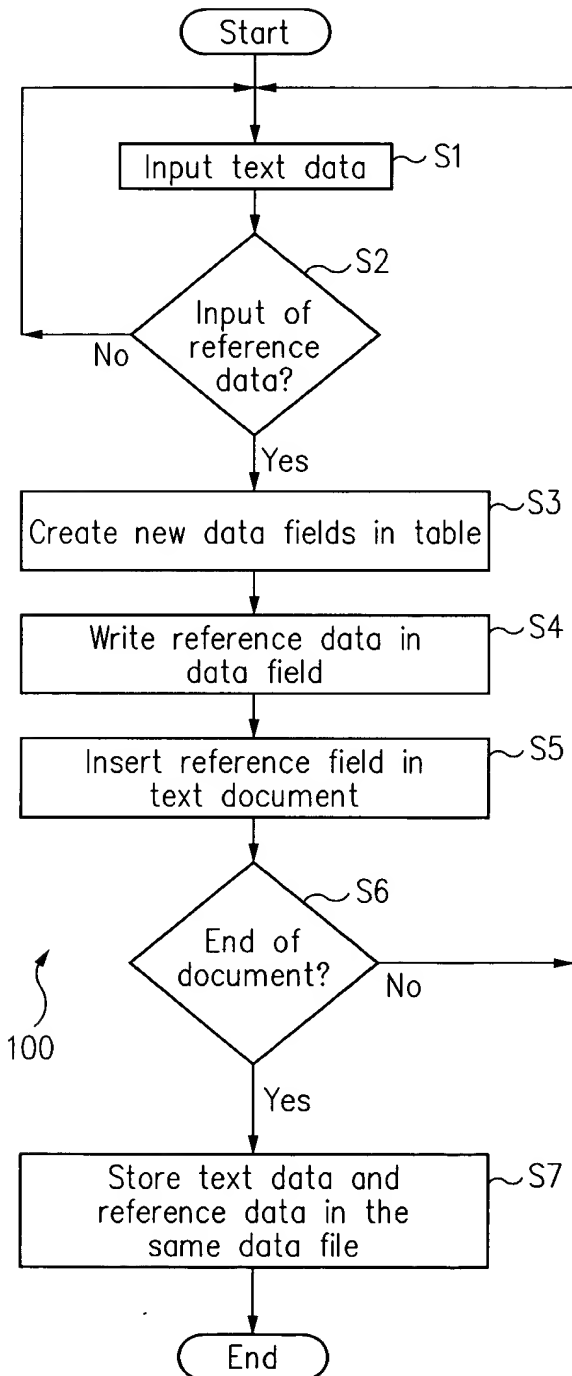 Start
Input text data
S1
S2
Input of
reference
data?
No
Yes
S3
Create new data fields in table
S4
Write reference data in
data field
S5
Insert reference field in
text document
S6
End of
document?
No
100
Yes
S7
Store text data and
reference data in the
same data file
End